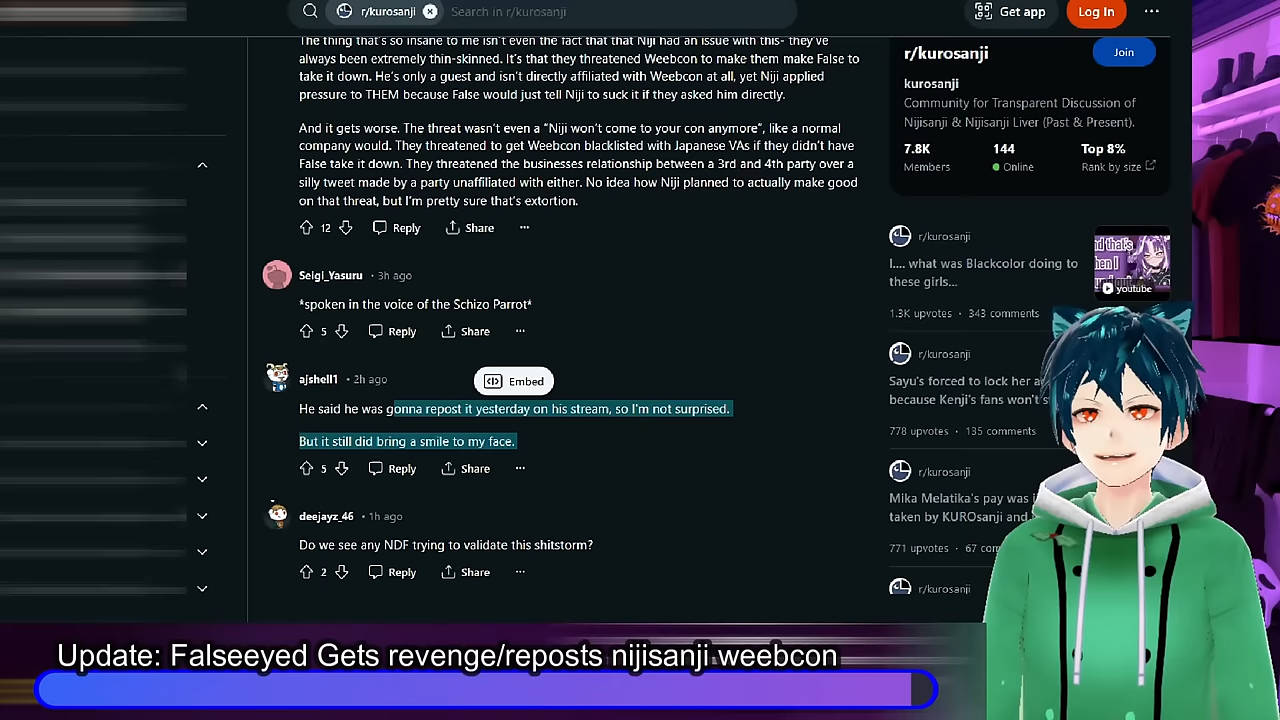 r/kurosanji
Search in r/kurosanji
Get app
Log In
The thing that's so insane to me isn't even the fact that that Niji had an issue with this- they've
always been extremely thin-skinned. It's that they threatened Weebcon to make them make False to
take it down. He's only a guest and isn't directly affiliated with Weebcon at all, yet Niji applied
pressure to THEM because False would just tell Niji to suck it if they asked him directly.
And it gets worse. The threat wasn't even a "Niji won't come to your con anymore", like a normal
company would. They threatened to get Weebcon blacklisted with Japanese VAs if they didn't have
False take it down. They threatened the businesses relationship between a 3rd and 4th party over a
silly tweet made by a party unaffiliated with either. No idea how Niji planned to actually make good
on that threat, but I'm pretty sure that's extortion.
12 Reply Share
Seigi_Yasuru • 3h ago
*spoken in the voice of the Schizo Parrot*
5 Reply Share
ajshell1 • 2h ago
Embed
He said he was gonna repost it yesterday on his stream, so I'm not surprised.
But it still did bring a smile to my face.
5 Reply Share
deejayz_46 • 1h ago
Do we see any NDF trying to validate this shitstorm?
2 Reply Share
r/kurosanji
Join
kurosanji
Community for Transparent Discussion of
Nijisanji & Nijisanji Liver (Past & Present).
7.8K 144 Top 8%
Members Online Rank by size
r/kurosanji
I.... what was Blackcolor doing to
these girls...
youtube
1.3K upvotes • 343 comments
r/kurosanji
Sayu's forced to lock her a
because Kenji's fans won't s
778 upvotes • 135 comments
r/kurosanji
Mika Melatika's pay was i
taken by KUROsanji and
771 upvotes • 67 com
r/kurosanji
Update: Falseeyed Gets revenge/reposts nijisanji weebcon